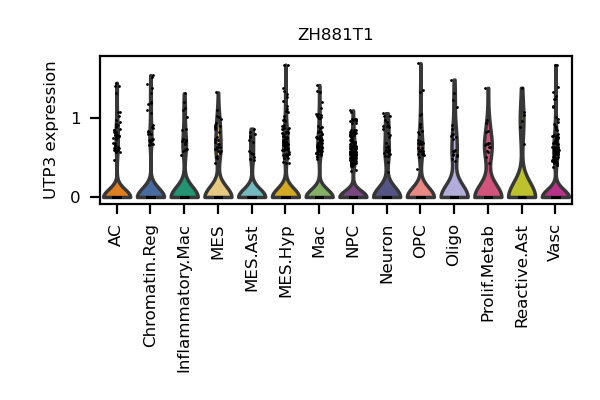 ZH881T1
UTP3 expression
1
0
AC
Chromatin.Reg
Inflammatory.Mac
MES
MES.Ast
MES.Hyp
Mac
NPC
Neuron
OPC
Oligo
Prolif.Metab
Reactive.Ast
Vasc